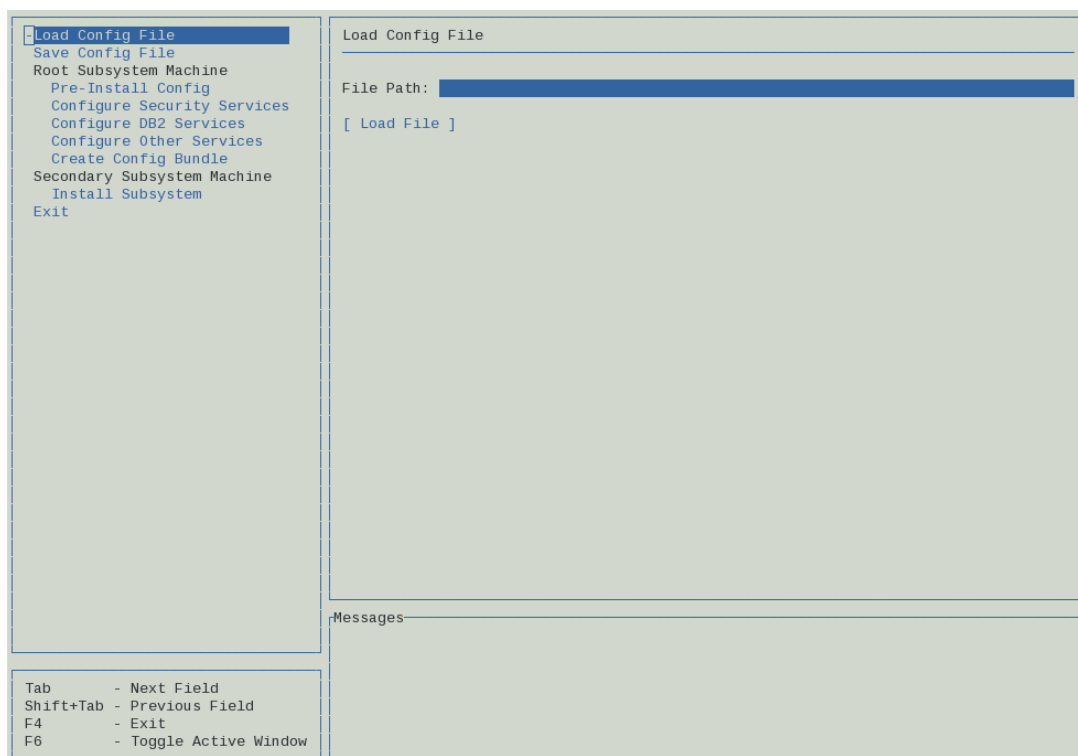 -Load Config File
Save Config File
Root Subsystem Machine
Pre-Install Config
Configure Security Services
Configure DB2 Services
Configure Other Services
Create Config Bundle
Secondary Subsystem Machine
Install Subsystem
Exit
Tab - Next Field
Shift+Tab - Previous Field
F4 - Exit
F6 - Toggle Active Window
Load Config File
File Path:
[ Load File ]
Messages